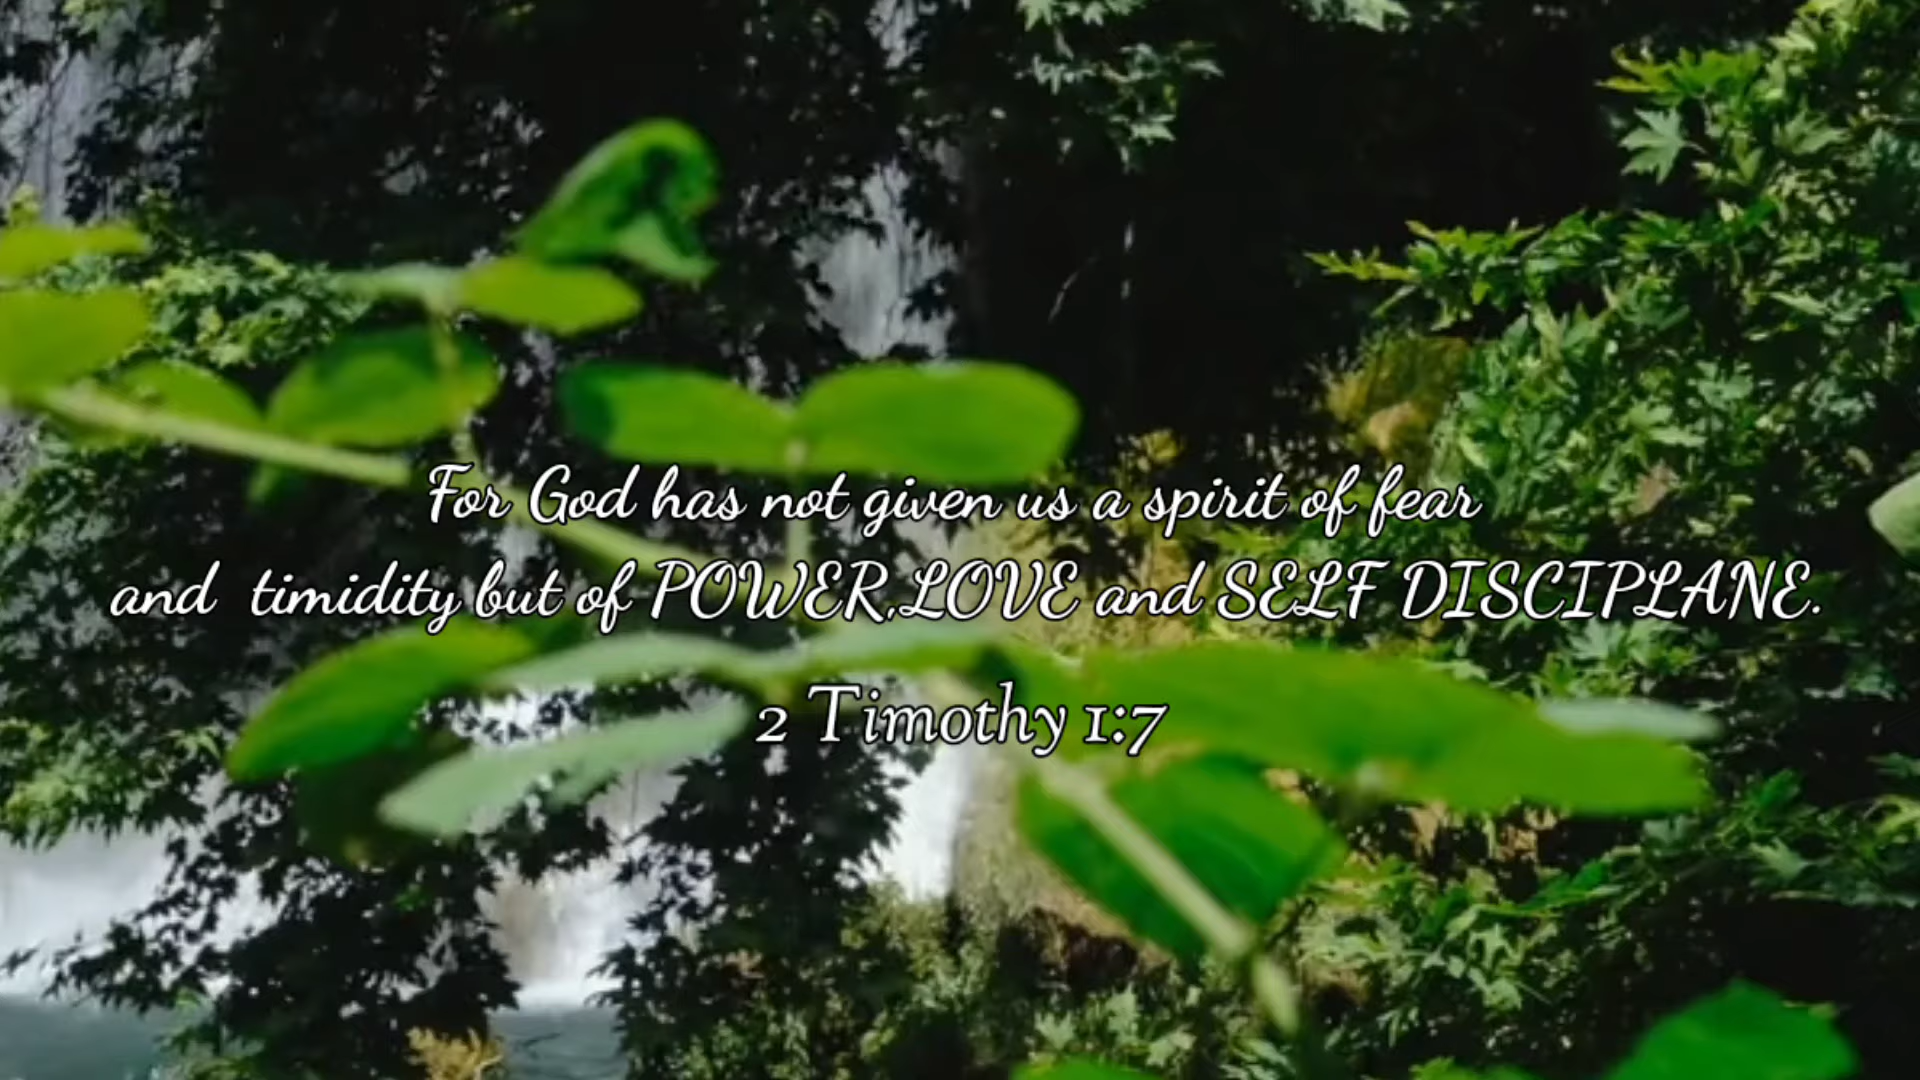 For God has not given us a spirit of fear
and  timidity but of POWER,LOVE and SELF DISCIPLANE.
2 Timothy 1:7